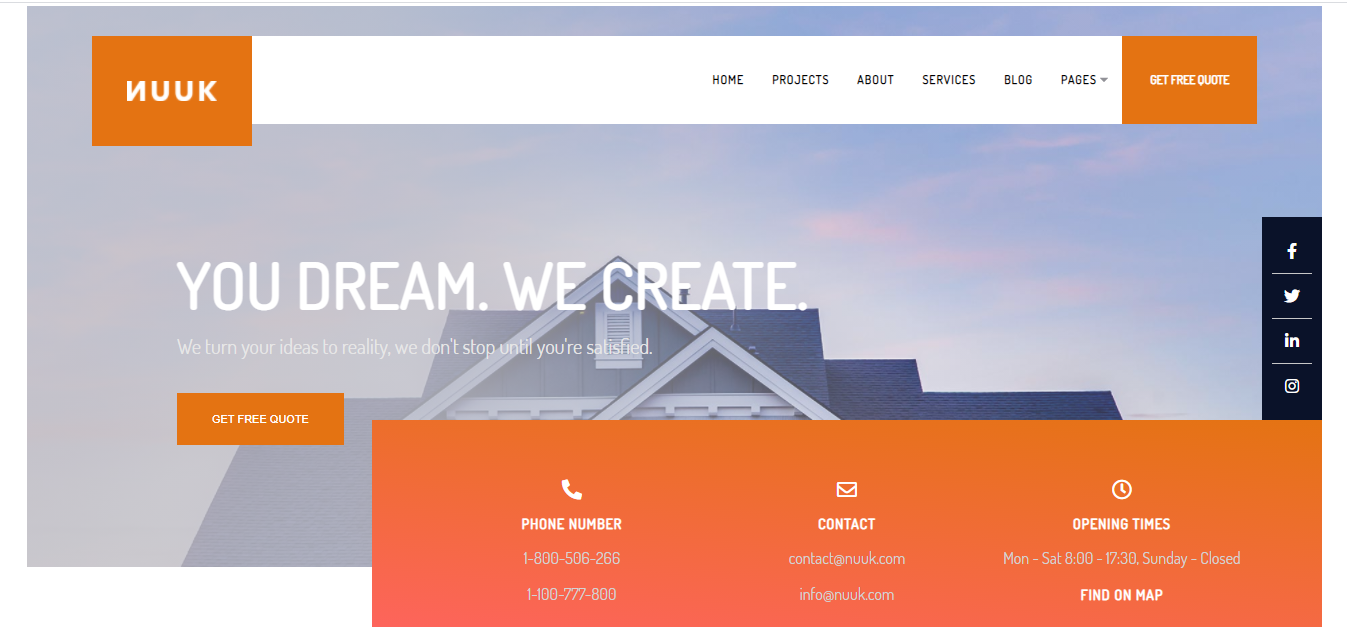 ИUUK
HOME PROJECTS ABOUT SERVICES BLOG PAGES GET FREE QUOTE
YOU DREAM. WE CREATE.
We turn your ideas to reality, we don't stop until you're satisfied.
GET FREE QUOTE
PHONE NUMBER CONTACT OPENING TIMES
1-800-506-266 contact@nuuk.com Mon - Sat 8:00 - 17:30, Sunday - Closed
1-100-777-800 info@nuuk.com FIND ON MAP